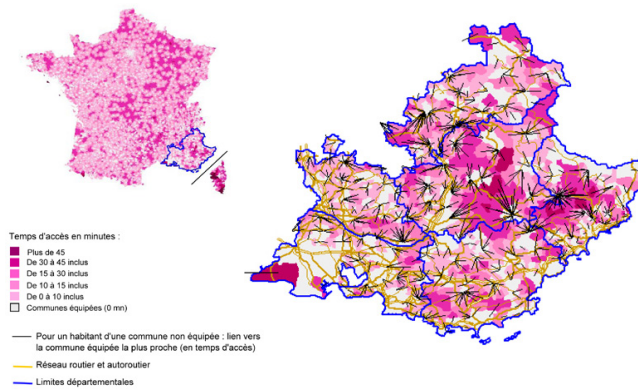 Temps d'accès en minutes :
Plus de 45
De 30 à 45 inclus
De 15 à 30 inclus
De 10 à 15 inclus
De 0 à 10 inclus
Communes équipées (0 mn)
Pour un habitant d'une commune non équipée : lien vers
la commune équipée la plus proche (en temps d'accès)
Réseau routier et autoroutier
Limites départementales